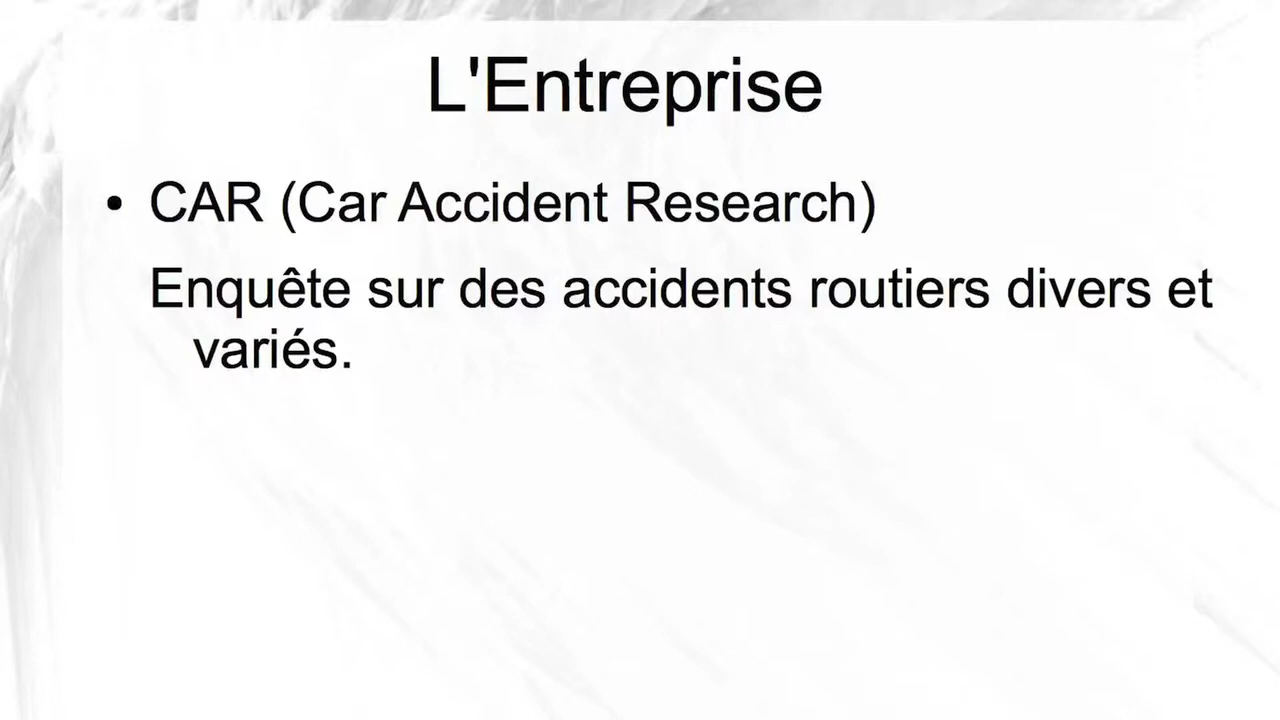 L'Entreprise
• CAR (Car Accident Research)
Enquête sur des accidents routiers divers et
variés.